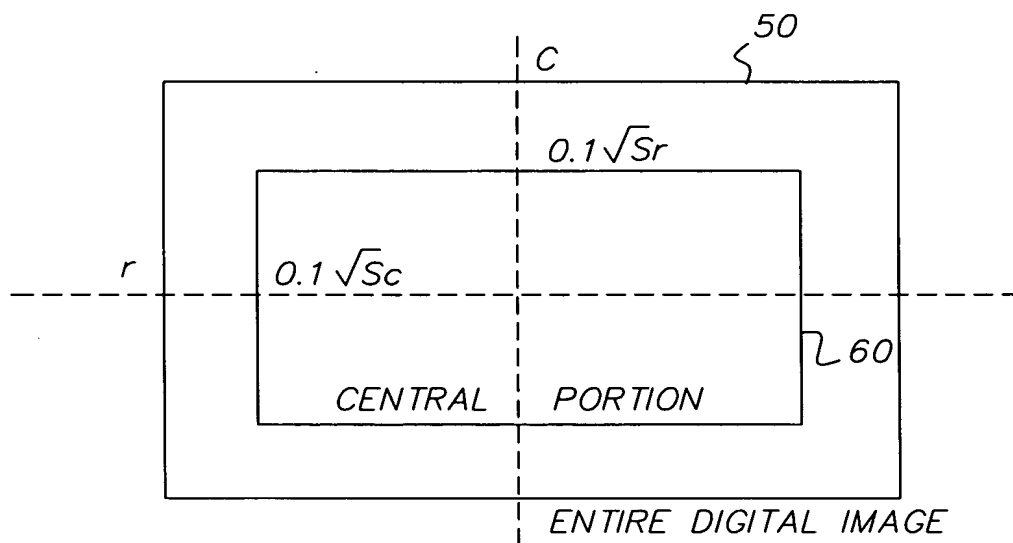 50
C
0.1√Sr
r
0.1√Sc
60
CENTRAL PORTION
ENTIRE DIGITAL IMAGE